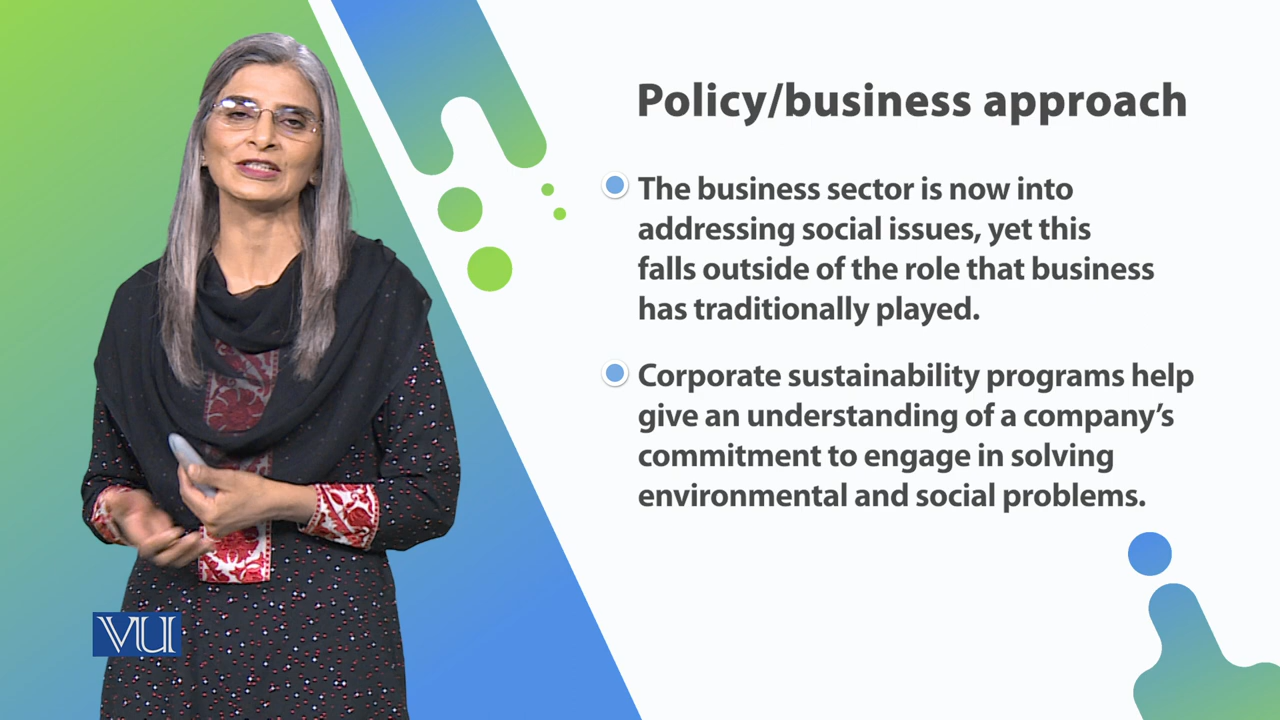 Policy/business approach
The business sector is now into
addressing social issues, yet this
falls outside of the role that business
has traditionally played.
Corporate sustainability programs help
give an understanding of a company’s
commitment to engage in solving
environmental and social problems.
VU